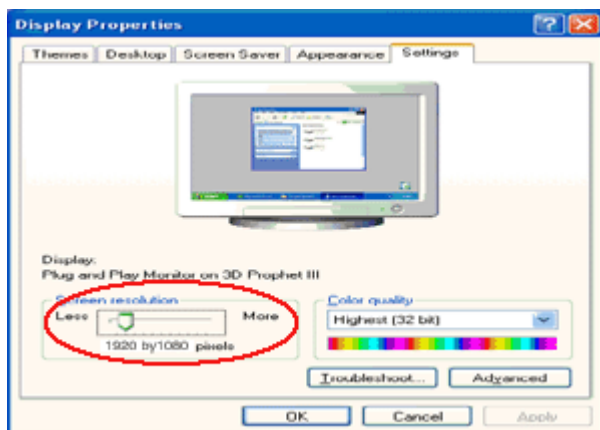 Display Properties
Themes Desktop Screen Saver Appearance Settings
Display:
Plug and Play Monitor on 3D Prophet III
Screen resolution
Less More
1920 by1080 pixels
Color quality
Highest (32 bit)
Troubleshoot... Advanced
OK Cancel Apply